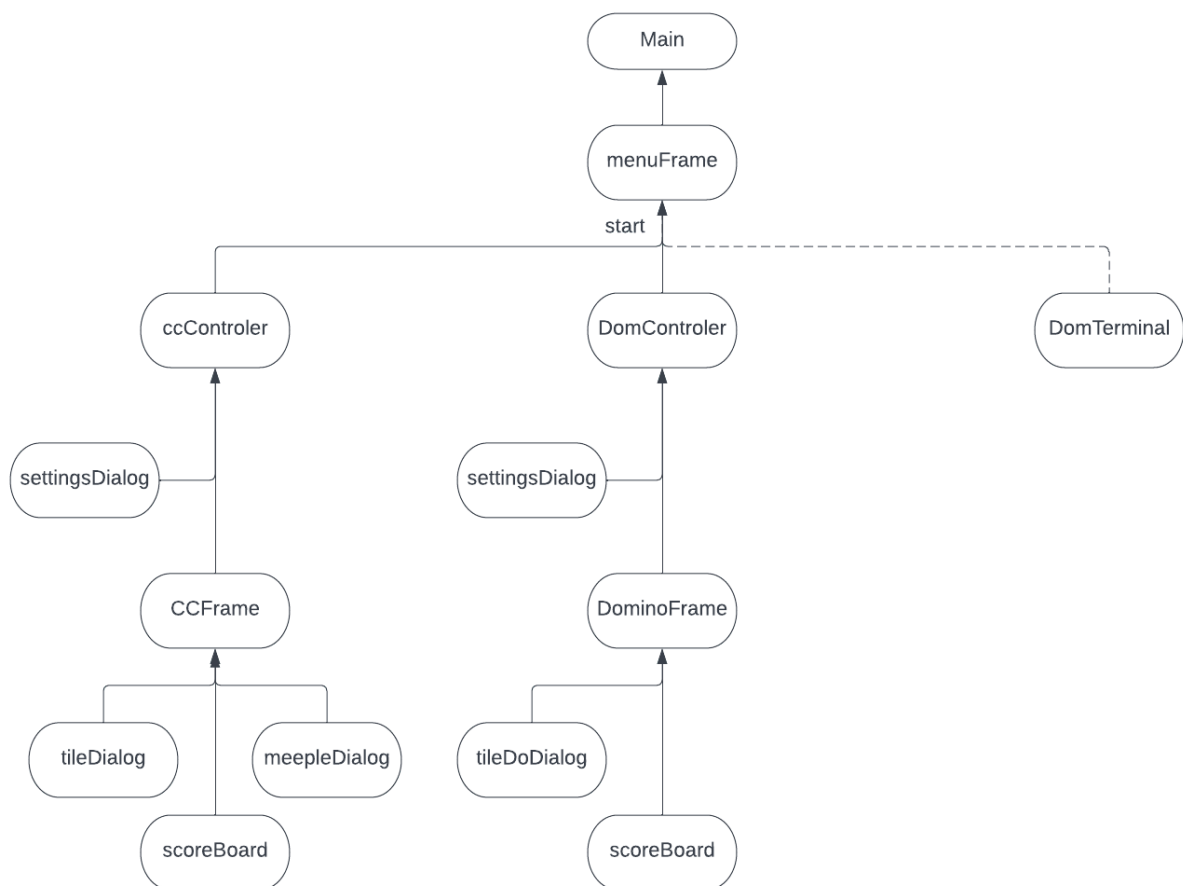 Main
menuFrame
start
ccControler
DomControler
DomTerminal
settingsDialog
settingsDialog
CCFrame
DominoFrame
tileDialog
meepleDialog
tileDoDialog
scoreBoard
scoreBoard